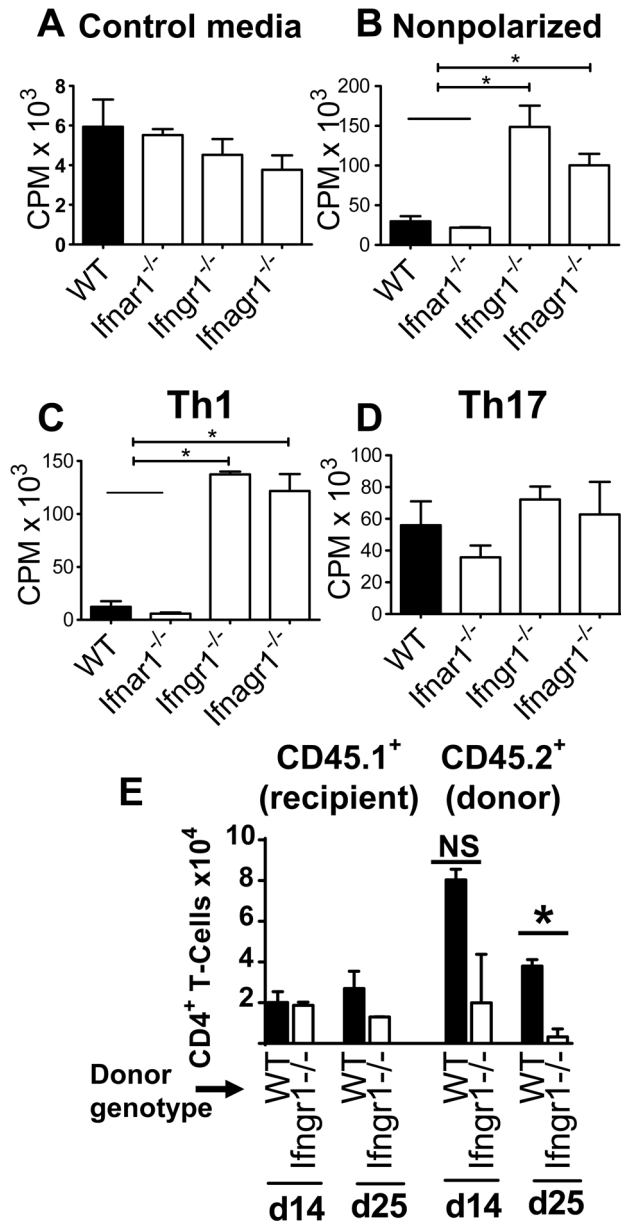 A Control media
CPM x 10³
8
6
4
2
0
WT
Ifnar1-/-
Ifngr1-/-
Ifnagr1-/-
B Nonpolarized
*
*
CPM x 10³
200
150
100
50
0
WT
Ifnar1-/-
Ifngr1-/-
Ifnagr1-/-
C Th1
*
*
CPM x 10³
150
100
50
0
WT
Ifnar1-/-
Ifngr1-/-
Ifnagr1-/-
D Th17
CPM x 10³
100
80
60
40
20
0
WT
Ifnar1-/-
Ifngr1-/-
Ifnagr1-/-
E
CD45.1+
(recipient)
CD45.2+
(donor)
CD4+ T-Cells x10⁴
10
8
6
4
2
NS
*
Donor
genotype
WT
Ifngr1-/-
WT
Ifngr1-/-
WT
Ifngr1-/-
WT
Ifngr1-/-
d14
d25
d14
d25